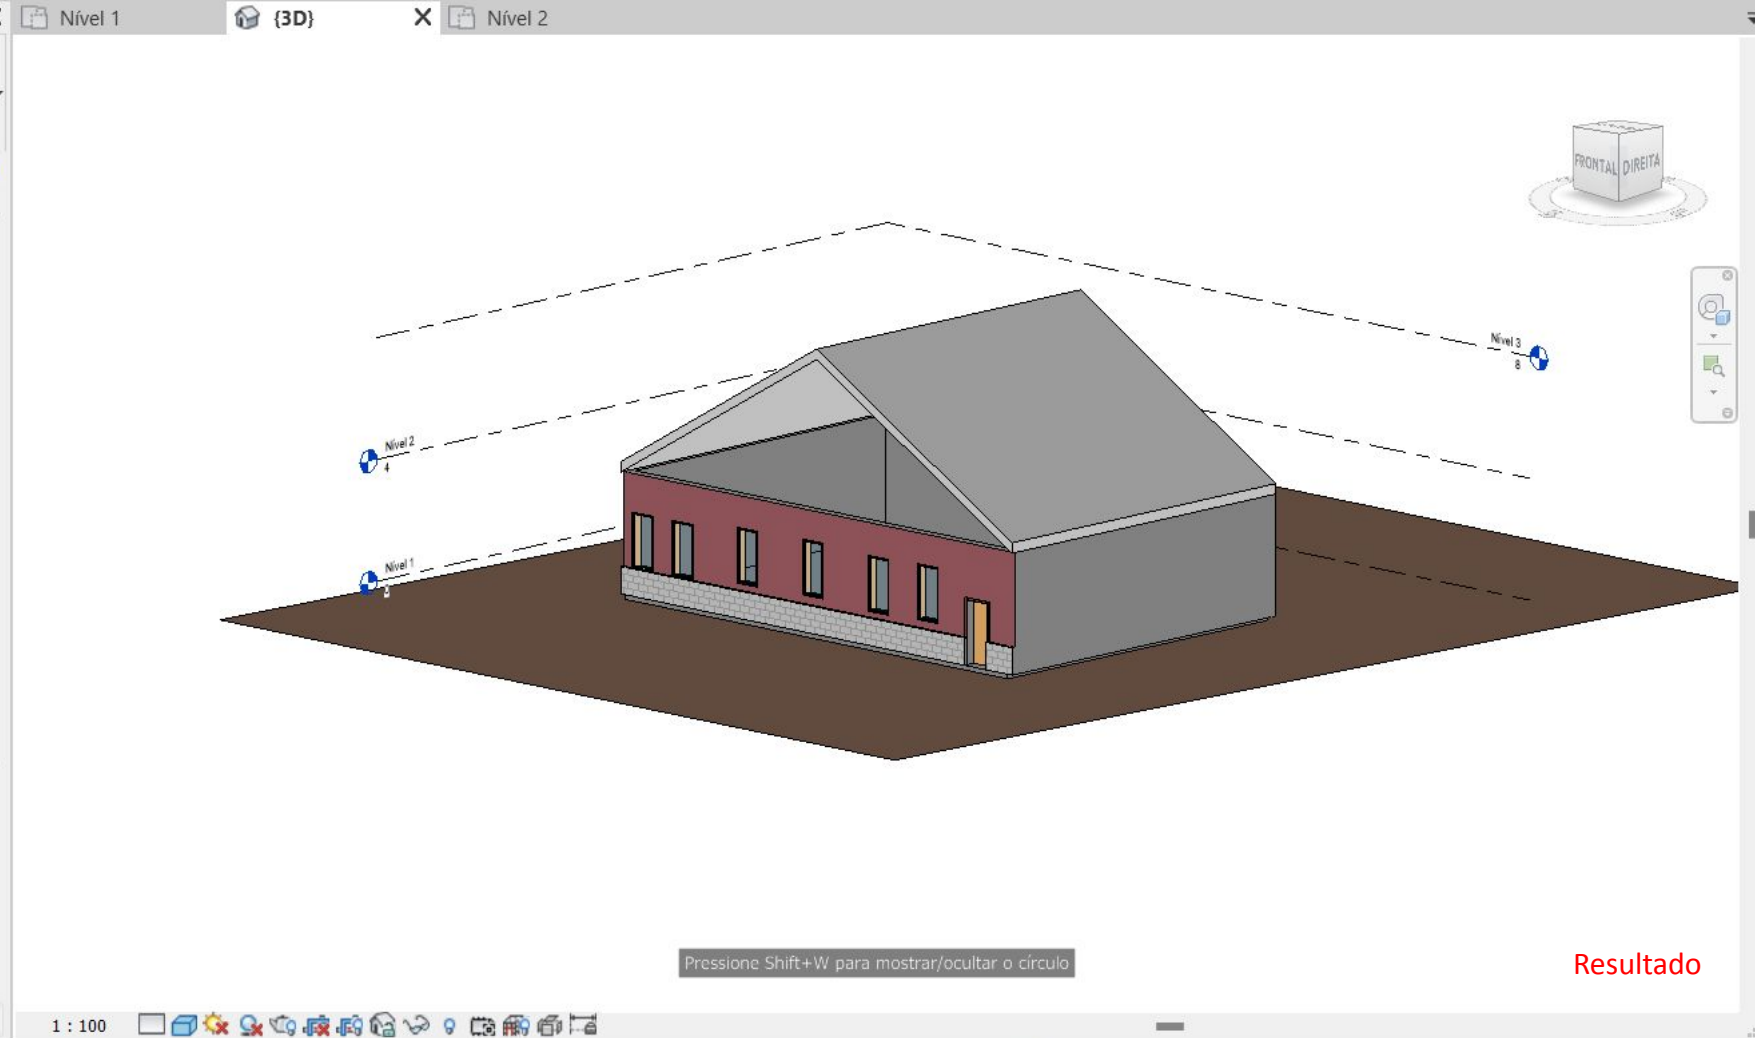 Nível 1
{3D}
Nível 2
FRONTAL
DIREITA
Nível 3
8
Nível 2
4
Nível 1
Pressione Shift+W para mostrar/ocultar o círculo
Resultado
1 : 100